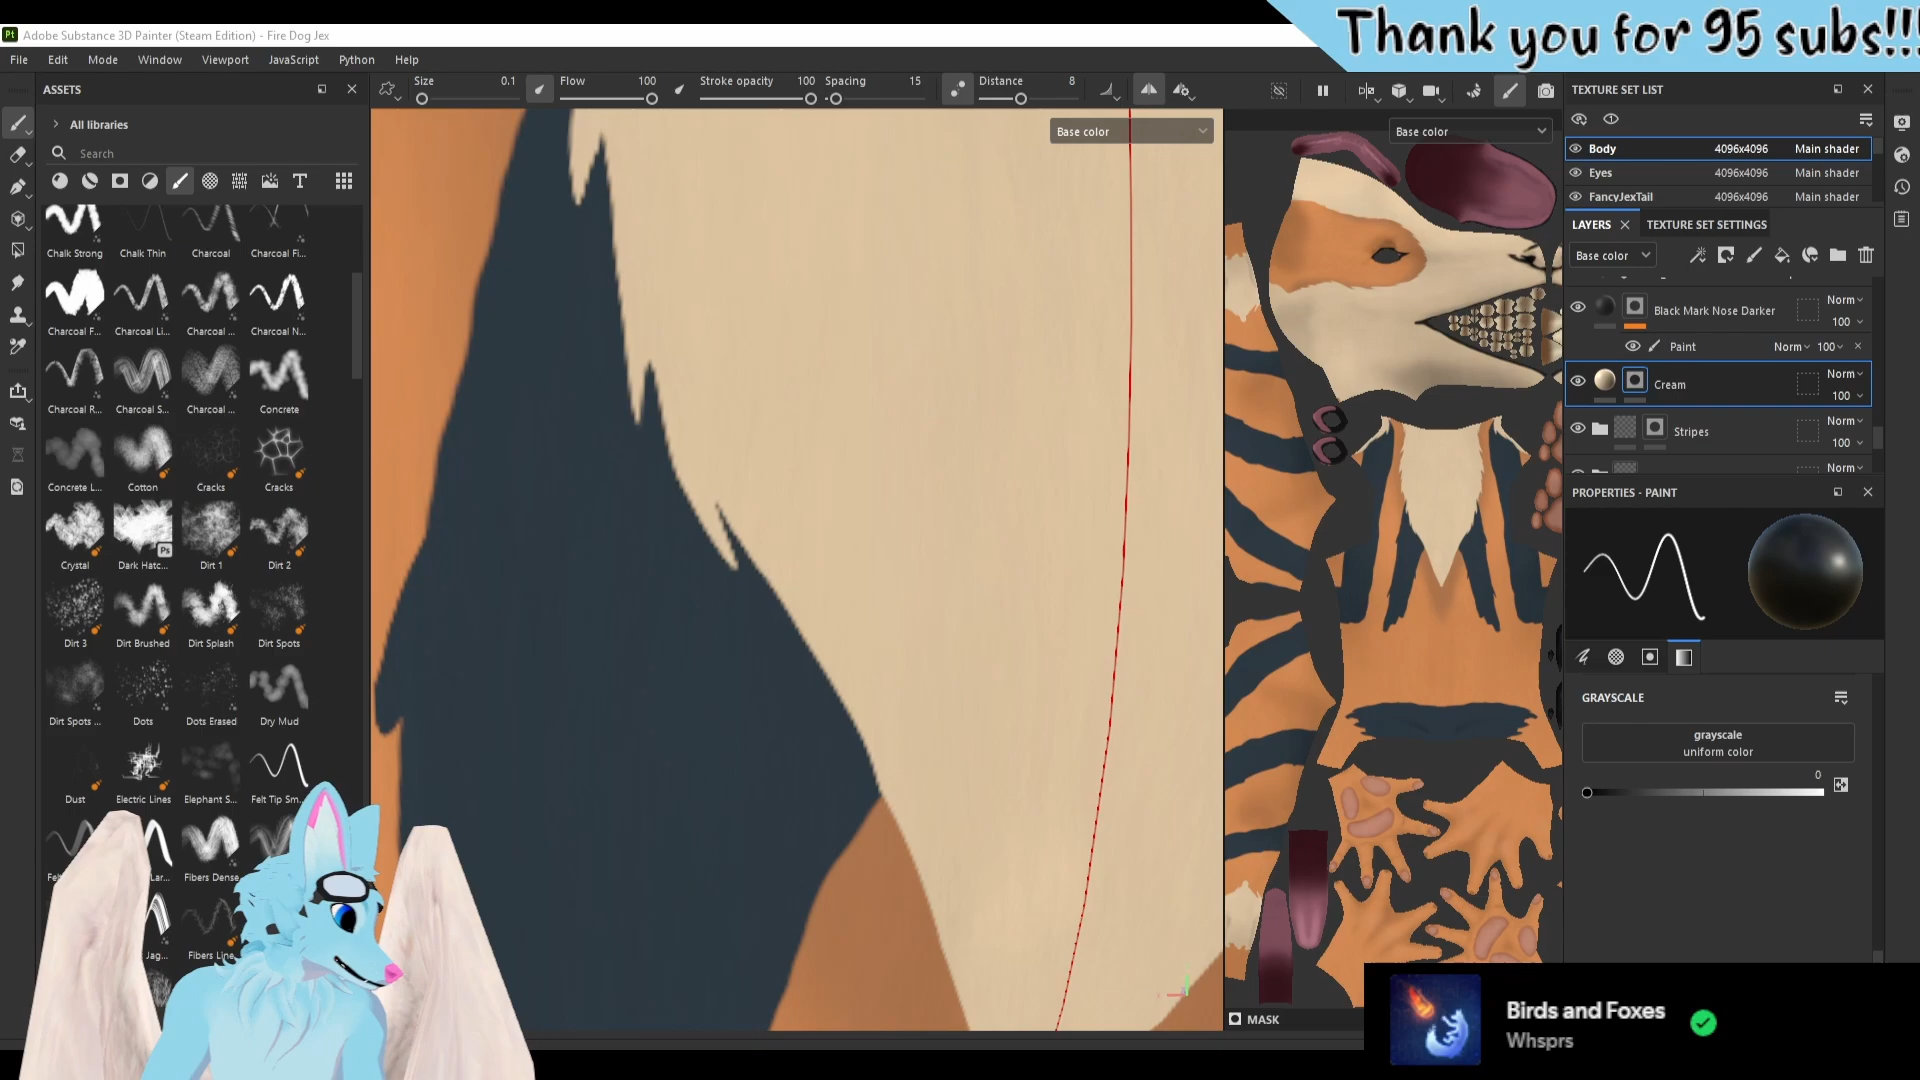 Thank you for 95 subs!!!
Adobe Substance 3D Painter (Steam Edition) - Fire Dog Jex
File Edit Mode Window Viewport JavaScript Python Help
ASSETS
Size 0.1 Flow 100 Stroke opacity 100 Spacing 15 Distance 8
All libraries
Search
Chalk Strong Chalk Thin Charcoal Charcoal Fi...
Charcoal F... Charcoal Li... Charcoal ... Charcoal N...
Charcoal R... Charcoal S... Charcoal ... Concrete
Concrete L... Cotton Cracks Cracks
Crystal Dark Hatc... Dirt 1 Dirt 2
Ps
Dirt 3 Dirt Brushed Dirt Splash Dirt Spots
Dirt Spots ... Dots Dots Erased Dry Mud
Dust Electric Lines Elephant S... Felt Tip Sm...
Lar... Fibers Dense
Jag... Fibers Line
Base color
Base color
MASK
TEXTURE SET LIST
Body 4096x4096 Main shader
Eyes 4096x4096 Main shader
FancyJexTail 4096x4096 Main shader
LAYERS TEXTURE SET SETTINGS
Base color
Black Mark Nose Darker Norm 100
Paint Norm 100
Cream Norm 100
Stripes Norm 100
Norm
PROPERTIES - PAINT
GRAYSCALE
grayscale
uniform color
0
Birds and Foxes
Whsprs